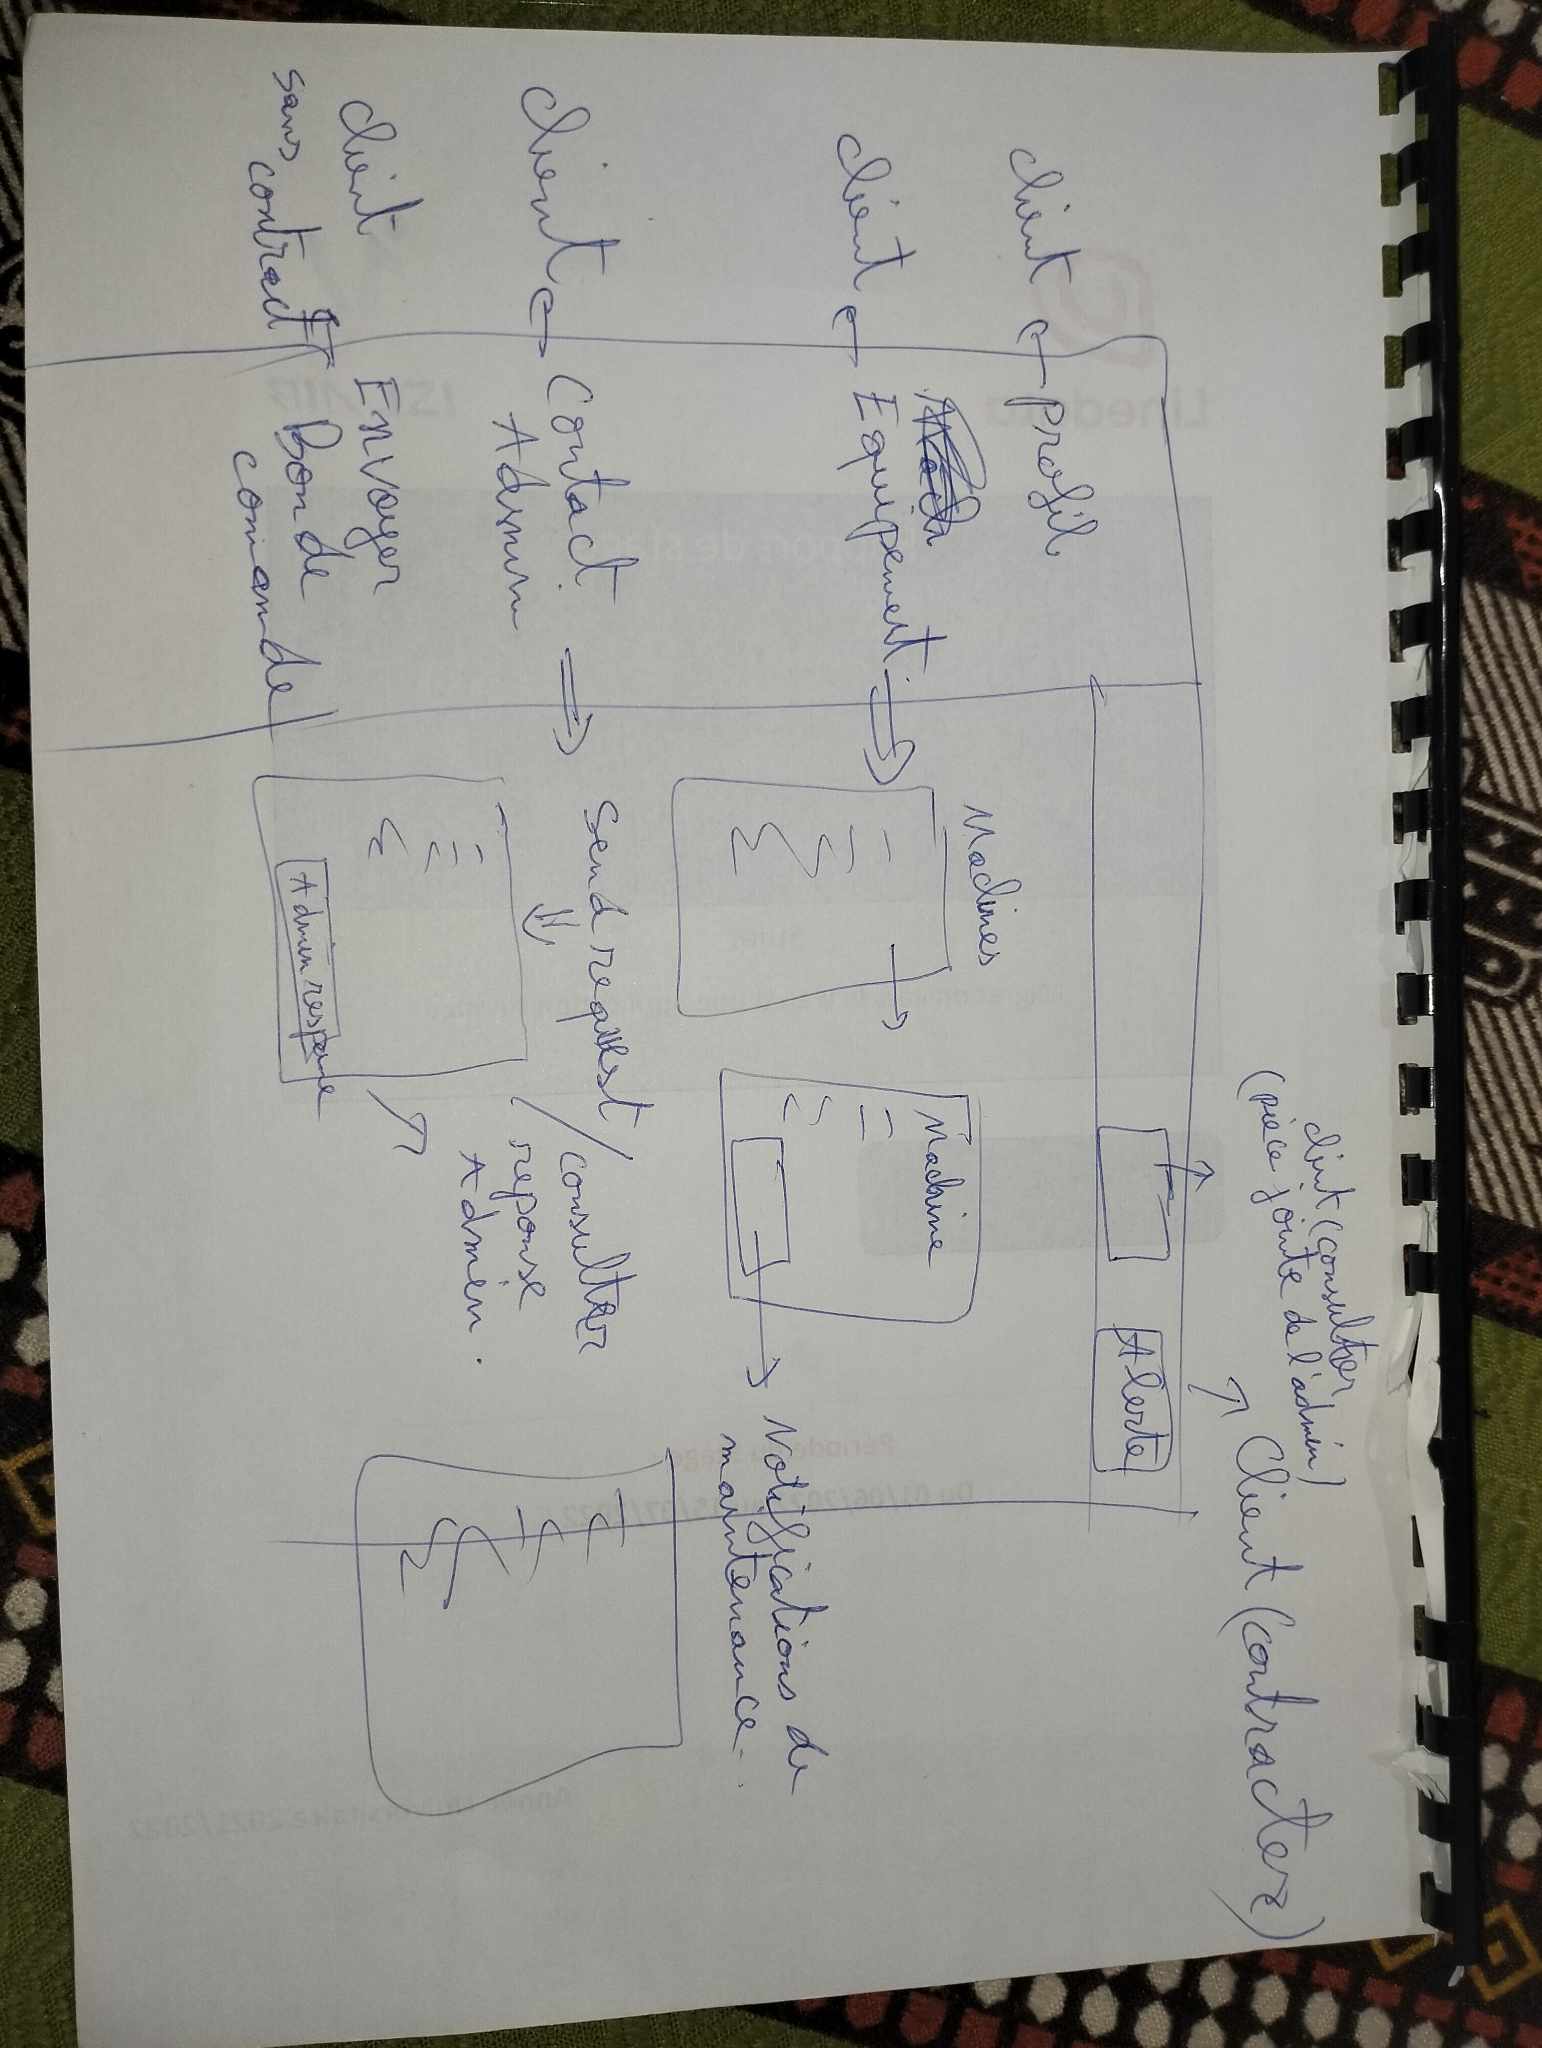 client (consulter
(pièce jointe de l'admin)
Client (contracter)
Alerte
client
profil
Machines
Machine
client
Equipement
Notifications de
maintenance.
client
Contact
Admin
Send request
/ consulter
reponse
Admin.
client
sans
contract
Envoyer
Bon de
comande
Admin response